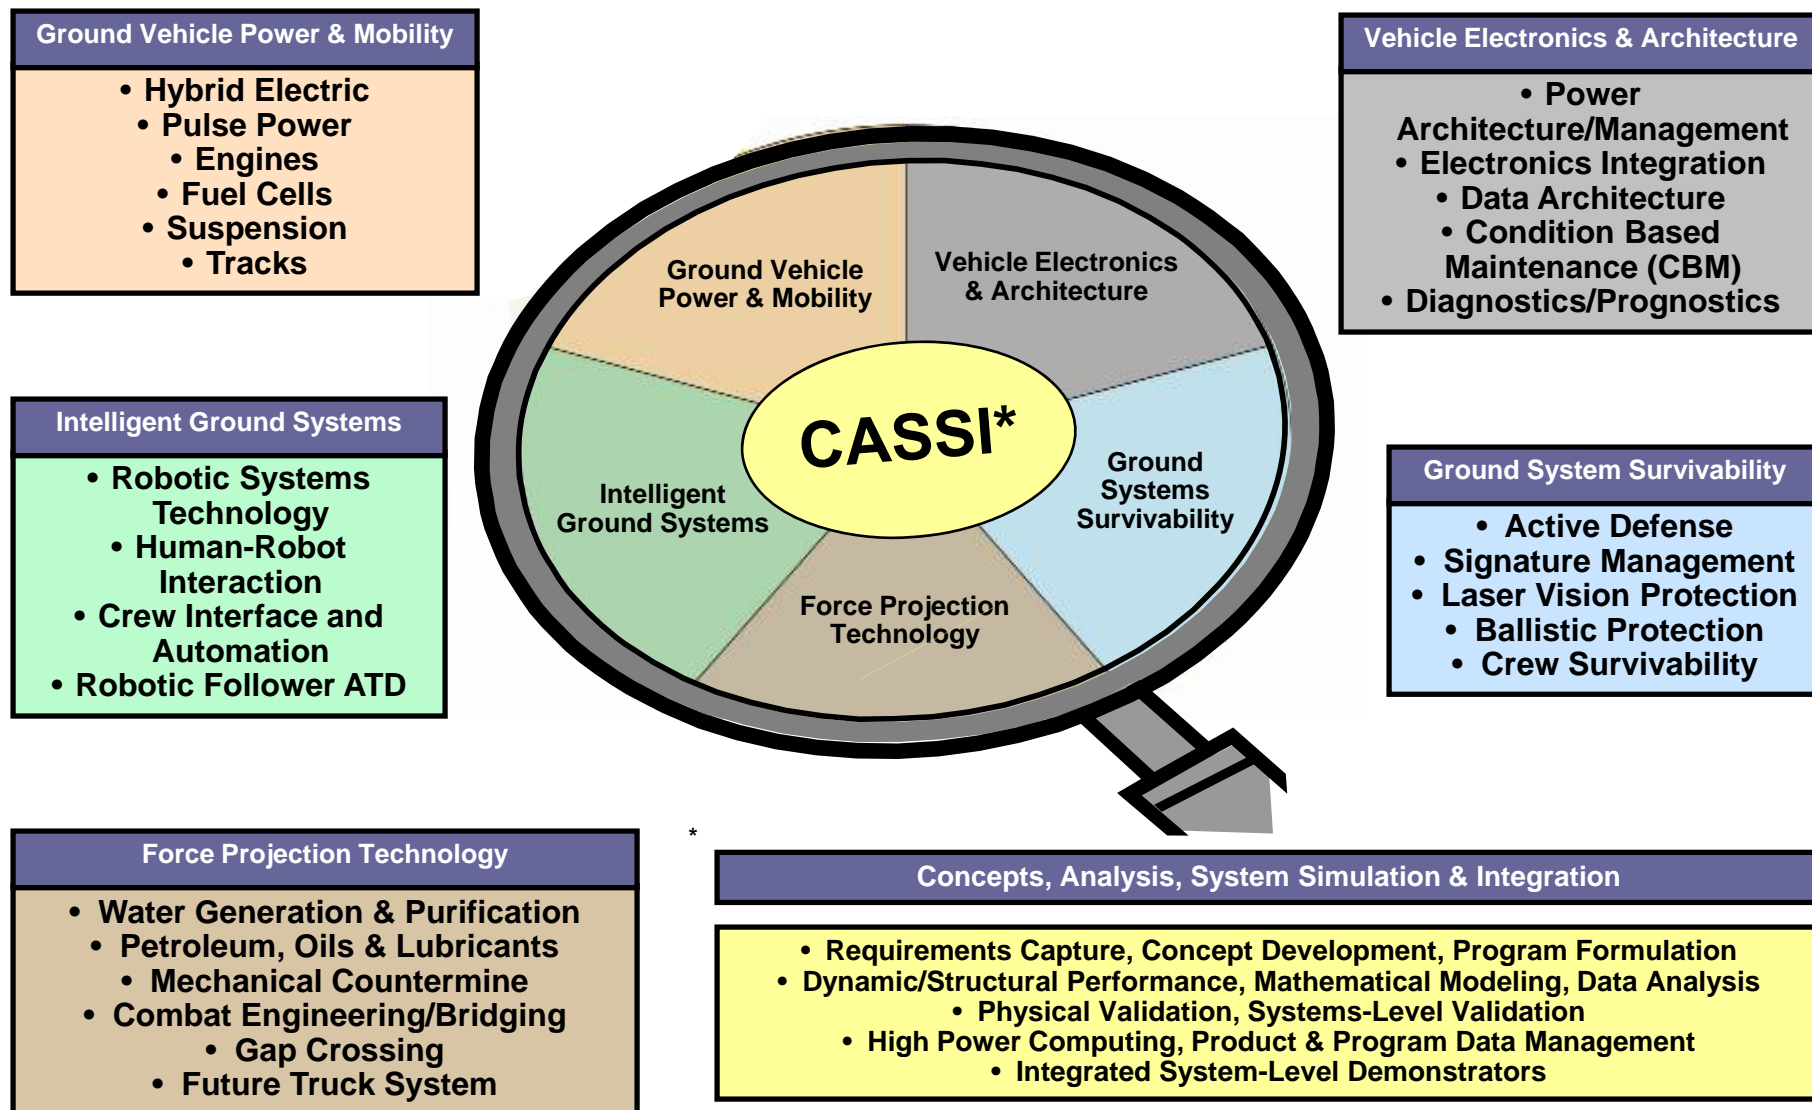 Ground Vehicle Power & Mobility
• Hybrid Electric
• Pulse Power
• Engines
• Fuel Cells
• Suspension
• Tracks
Vehicle Electronics & Architecture
• Power
Architecture/Management
• Electronics Integration
• Data Architecture
• Condition Based
Maintenance (CBM)
• Diagnostics/Prognostics
Ground Vehicle
Power & Mobility
Vehicle Electronics
& Architecture
CASSI*
Intelligent
Ground Systems
Ground
Systems
Survivability
Force Projection
Technology
Intelligent Ground Systems
• Robotic Systems
Technology
• Human-Robot
Interaction
• Crew Interface and
Automation
• Robotic Follower ATD
Ground System Survivability
• Active Defense
• Signature Management
• Laser Vision Protection
• Ballistic Protection
• Crew Survivability
Force Projection Technology
• Water Generation & Purification
• Petroleum, Oils & Lubricants
• Mechanical Countermine
• Combat Engineering/Bridging
• Gap Crossing
• Future Truck System
*
Concepts, Analysis, System Simulation & Integration
• Requirements Capture, Concept Development, Program Formulation
• Dynamic/Structural Performance, Mathematical Modeling, Data Analysis
• Physical Validation, Systems-Level Validation
• High Power Computing, Product & Program Data Management
• Integrated System-Level Demonstrators